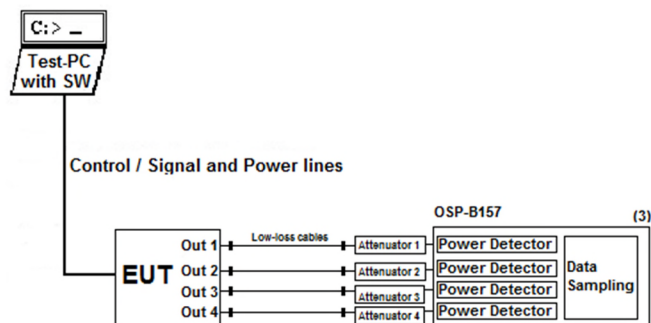 C:> _
Test-PC
with SW
Control / Signal and Power lines
OSP-B157
(3)
Low-loss cables
EUT
Out 1
Attenuator 1
Power Detector
Out 2
Attenuator 2
Power Detector
Out 3
Attenuator 3
Power Detector
Out 4
Attenuator 4
Power Detector
Data
Sampling